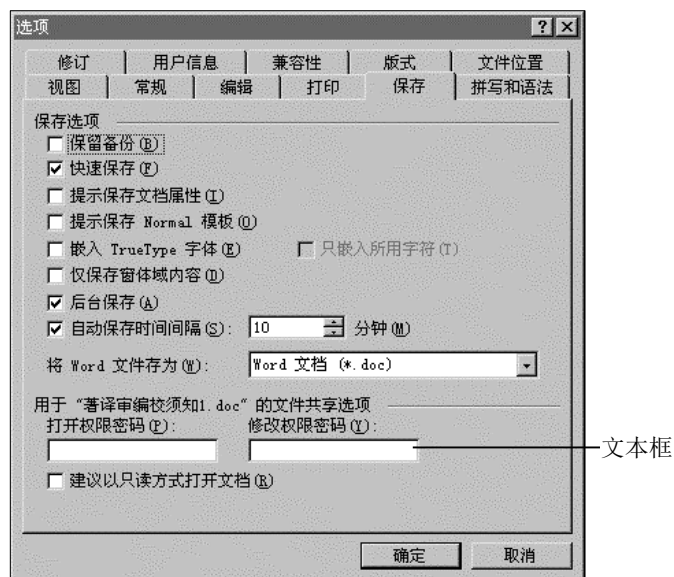 选项
修订 用户信息 兼容性 版式 文件位置
视图 常规 编辑 打印 保存 拼写和语法
保存选项
保留备份(B)
快速保存(F)
提示保存文档属性(I)
提示保存 Normal 模板(O)
嵌入 TrueType 字体(E) 只嵌入所用字符(T)
仅保存窗体域内容(D)
后台保存(A)
自动保存时间间隔(S): 10 分钟(M)
将 Word 文件存为(W): Word 文档 (*.doc)
用于“著译审编校须知1.doc”的文件共享选项
打开权限密码(P): 修改权限密码(Y):
文本框
建议以只读方式打开文档(R)
确定 取消